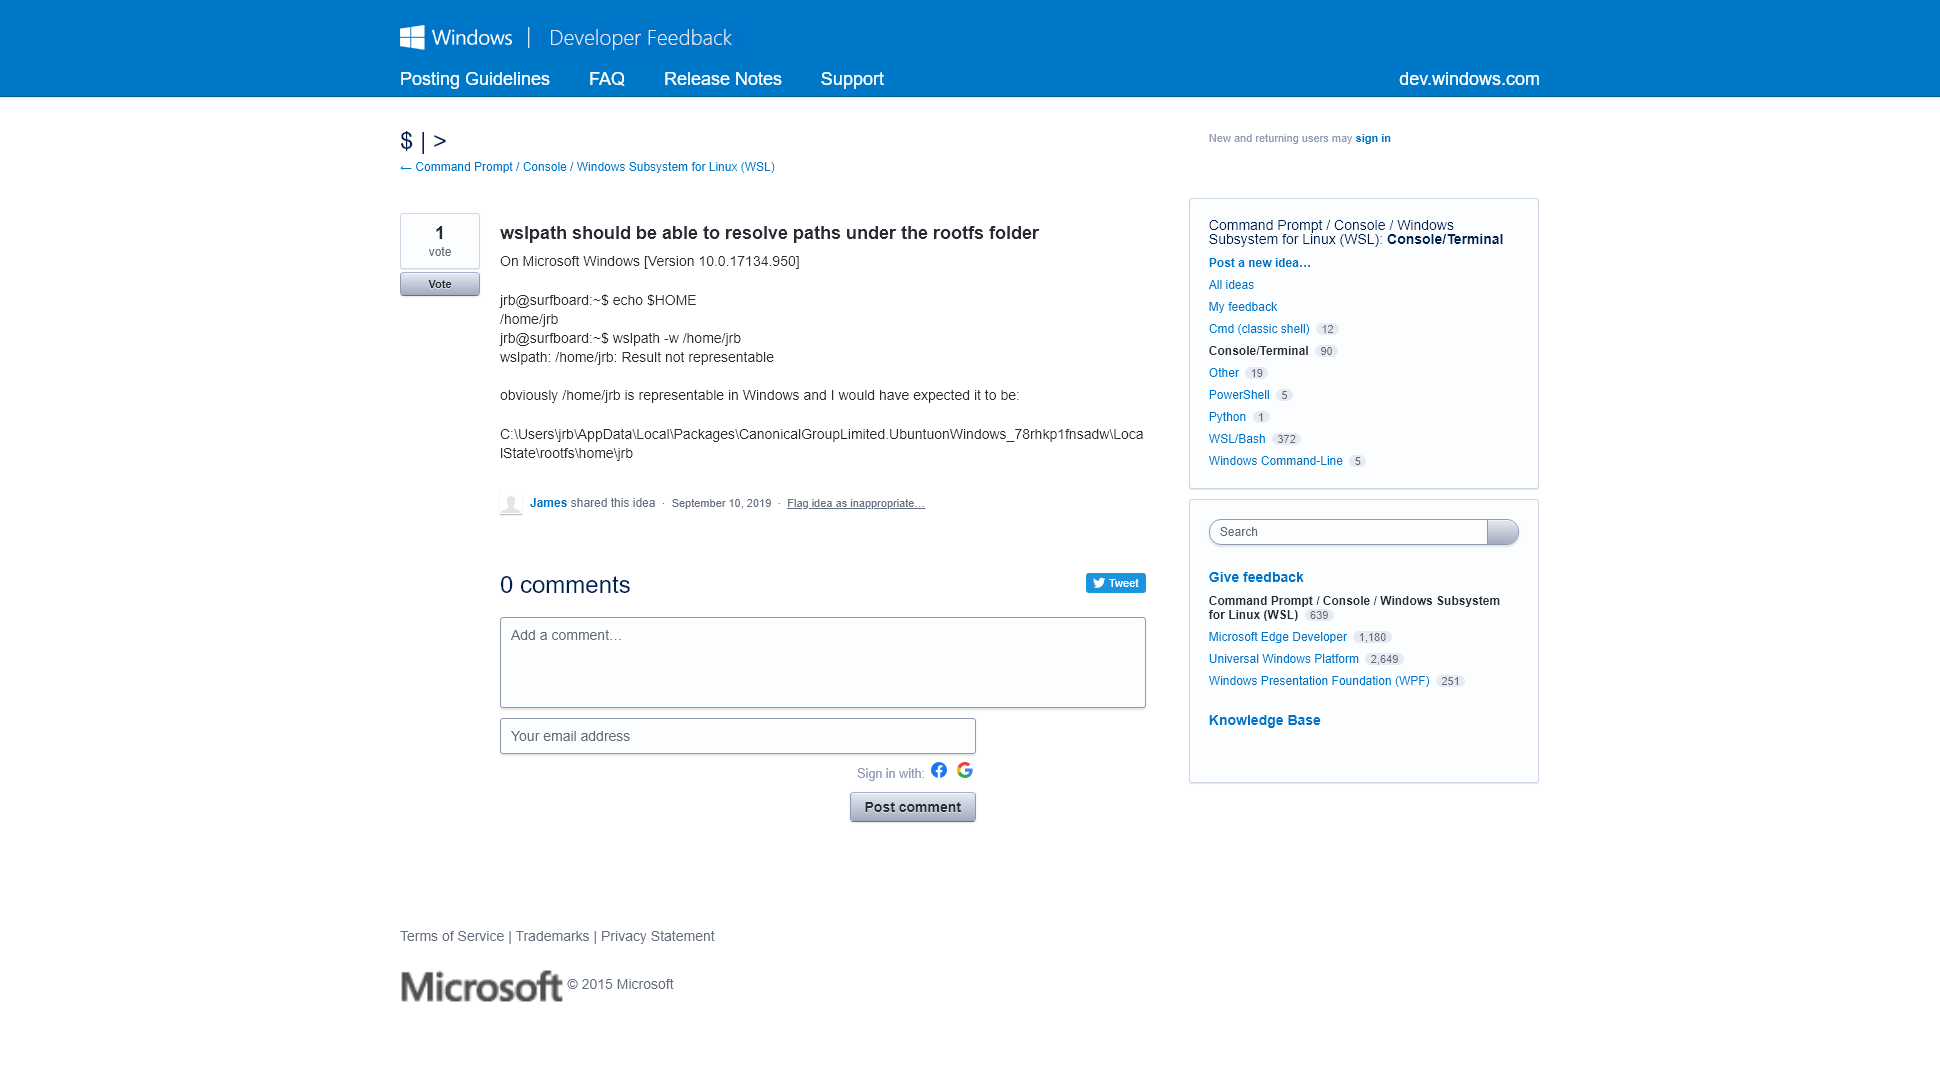 Windows | Developer Feedback
Posting Guidelines FAQ Release Notes Support dev.windows.com
$ | >
New and returning users may sign in
← Command Prompt / Console / Windows Subsystem for Linux (WSL)
1
vote
Vote
wslpath should be able to resolve paths under the rootfs folder
On Microsoft Windows [Version 10.0.17134.950]
jrb@surfboard:~$ echo $HOME
/home/jrb
jrb@surfboard:~$ wslpath -w /home/jrb
wslpath: /home/jrb: Result not representable
obviously /home/jrb is representable in Windows and I would have expected it to be:
C:\Users\jrb\AppData\Local\Packages\CanonicalGroupLimited.UbuntuonWindows_78rhkp1fnsadw\Loca
lState\rootfs\home\jrb
James shared this idea · September 10, 2019 · Flag idea as inappropriate…
0 comments
Tweet
Add a comment…
Your email address
Sign in with:
Post comment
Command Prompt / Console / Windows
Subsystem for Linux (WSL): Console/Terminal
Post a new idea…
All ideas
My feedback
Cmd (classic shell) 12
Console/Terminal 90
Other 19
PowerShell 5
Python 1
WSL/Bash 372
Windows Command-Line 5
Search
Give feedback
Command Prompt / Console / Windows Subsystem
for Linux (WSL) 639
Microsoft Edge Developer 1,180
Universal Windows Platform 2,649
Windows Presentation Foundation (WPF) 251
Knowledge Base
Terms of Service | Trademarks | Privacy Statement
Microsoft © 2015 Microsoft